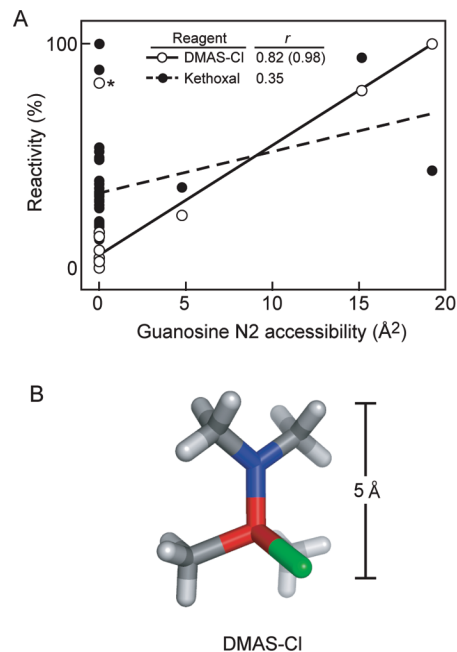 A
Reagent r
DMAS-Cl 0.82 (0.98)
Kethoxal 0.35
Reactivity (%)
100
*
0
0 5 10 15 20
Guanosine N2 accessibility (Å2)
B
5 Å
DMAS-Cl